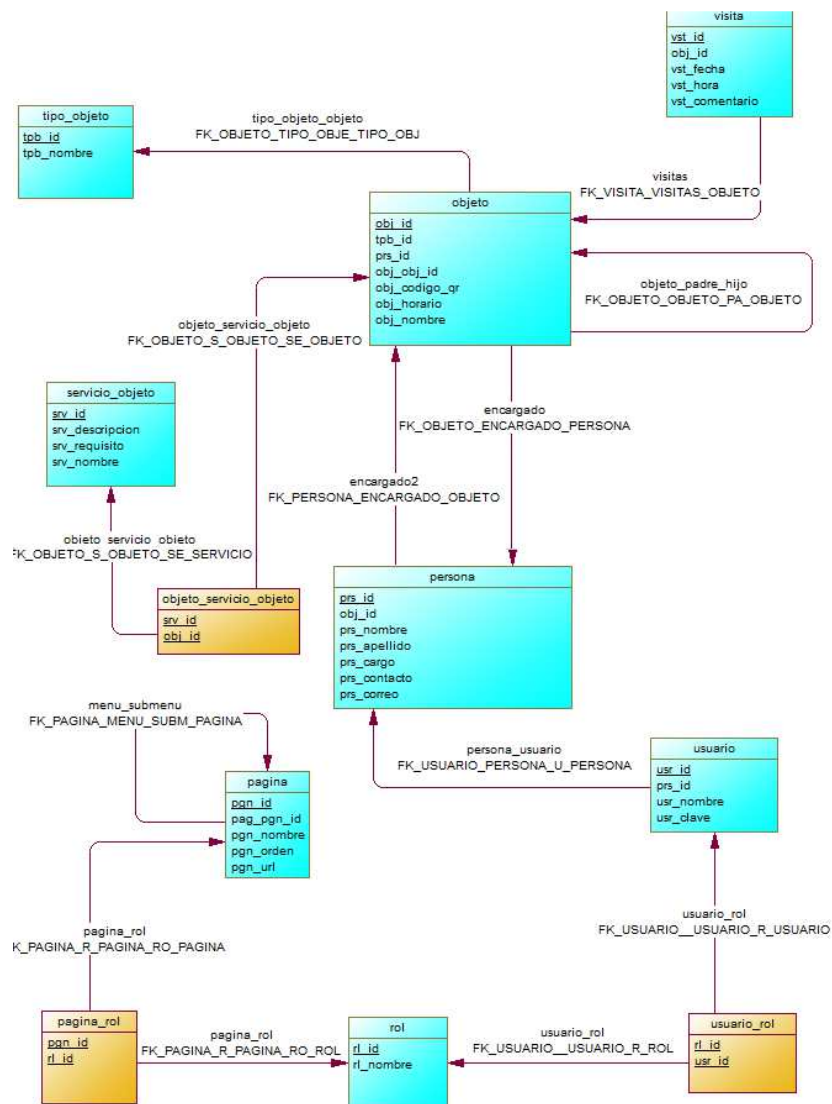 visita
vst_id
obj_id
vst_fecha
vst_hora
vst_comentario
tipo_objeto
tpb_id
tpb_nombre
tipo_objeto_objeto
FK_OBJETO_TIPO_OBJE_TIPO_OBJ
visitas
FK_VISITA_VISITAS_OBJETO
objeto
obj_id
tpb_id
prs_id
obj_obj_id
obj_codigo_qr
obj_horario
obj_nombre
objeto_padre_hijo
FK_OBJETO_OBJETO_PA_OBJETO
objeto_servicio_objeto
FK_OBJETO_S_OBJETO_SE_OBJETO
servicio_objeto
srv_id
srv_descripcion
srv_requisito
srv_nombre
encargado
FK_OBJETO_ENCARGADO_PERSONA
encargado2
FK_PERSONA_ENCARGADO_OBJETO
objeto_servicio_objeto
FK_OBJETO_S_OBJETO_SE_SERVICIO
objeto_servicio_objeto
srv_id
obj_id
persona
prs_id
obj_id
prs_nombre
prs_apellido
prs_cargo
prs_contacto
prs_correo
menu_submenu
FK_PAGINA_MENU_SUBM_PAGINA
persona_usuario
FK_USUARIO_PERSONA_U_PERSONA
usuario
usr_id
prs_id
usr_nombre
usr_clave
pagina
pgn_id
pag_pgn_id
pgn_nombre
pgn_orden
pgn_url
pagina_rol
K_PAGINA_R_PAGINA_RO_PAGINA
usuario_rol
FK_USUARIO__USUARIO_R_USUARIO
pagina_rol
pgn_id
rl_id
pagina_rol
FK_PAGINA_R_PAGINA_RO_ROL
rol
rl_id
rl_nombre
usuario_rol
FK_USUARIO__USUARIO_R_ROL
usuario_rol
rl_id
usr_id